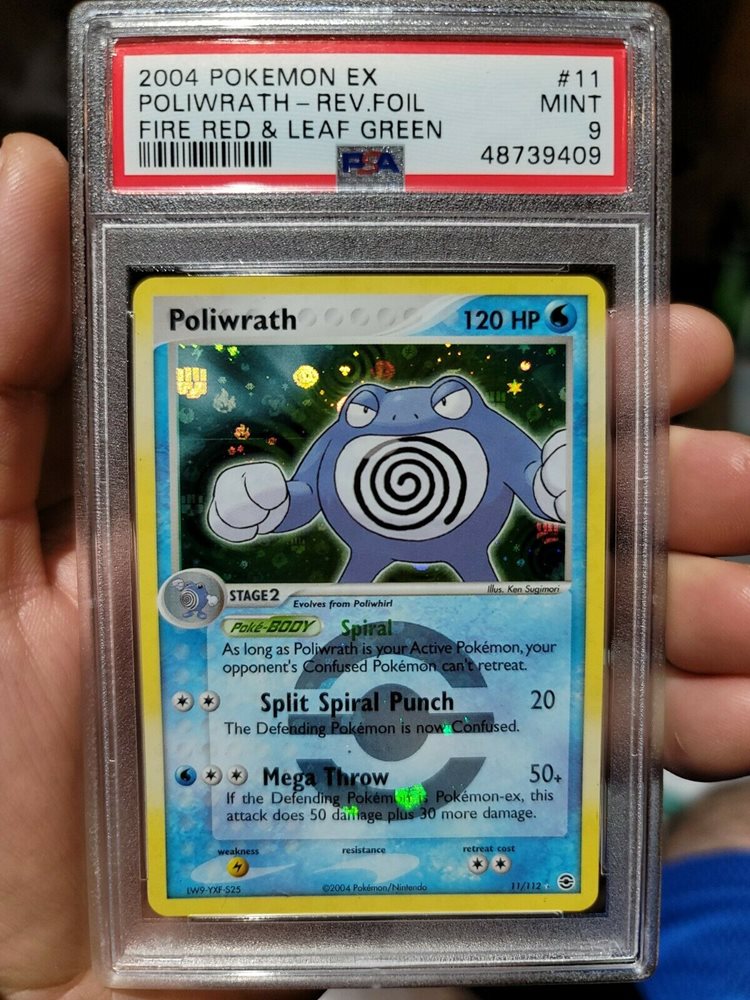 2004 POKEMON EX #11
POLIWRATH - REV.FOIL MINT
FIRE RED & LEAF GREEN 9
PSA 48739409
Poliwrath 120 HP
Illus. Ken Sugimori
STAGE 2
Evolves from Poliwhirl
Poké-BODY Spiral
As long as Poliwrath is your Active Pokémon, your
opponent's Confused Pokémon can't retreat.
Split Spiral Punch 20
The Defending Pokémon is now Confused.
Mega Throw 50+
If the Defending Pokémon is Pokémon-ex, this
attack does 50 damage plus 30 more damage.
weakness resistance retreat cost
LW9-YXF-S25 ©2004 Pokémon/Nintendo 11/112